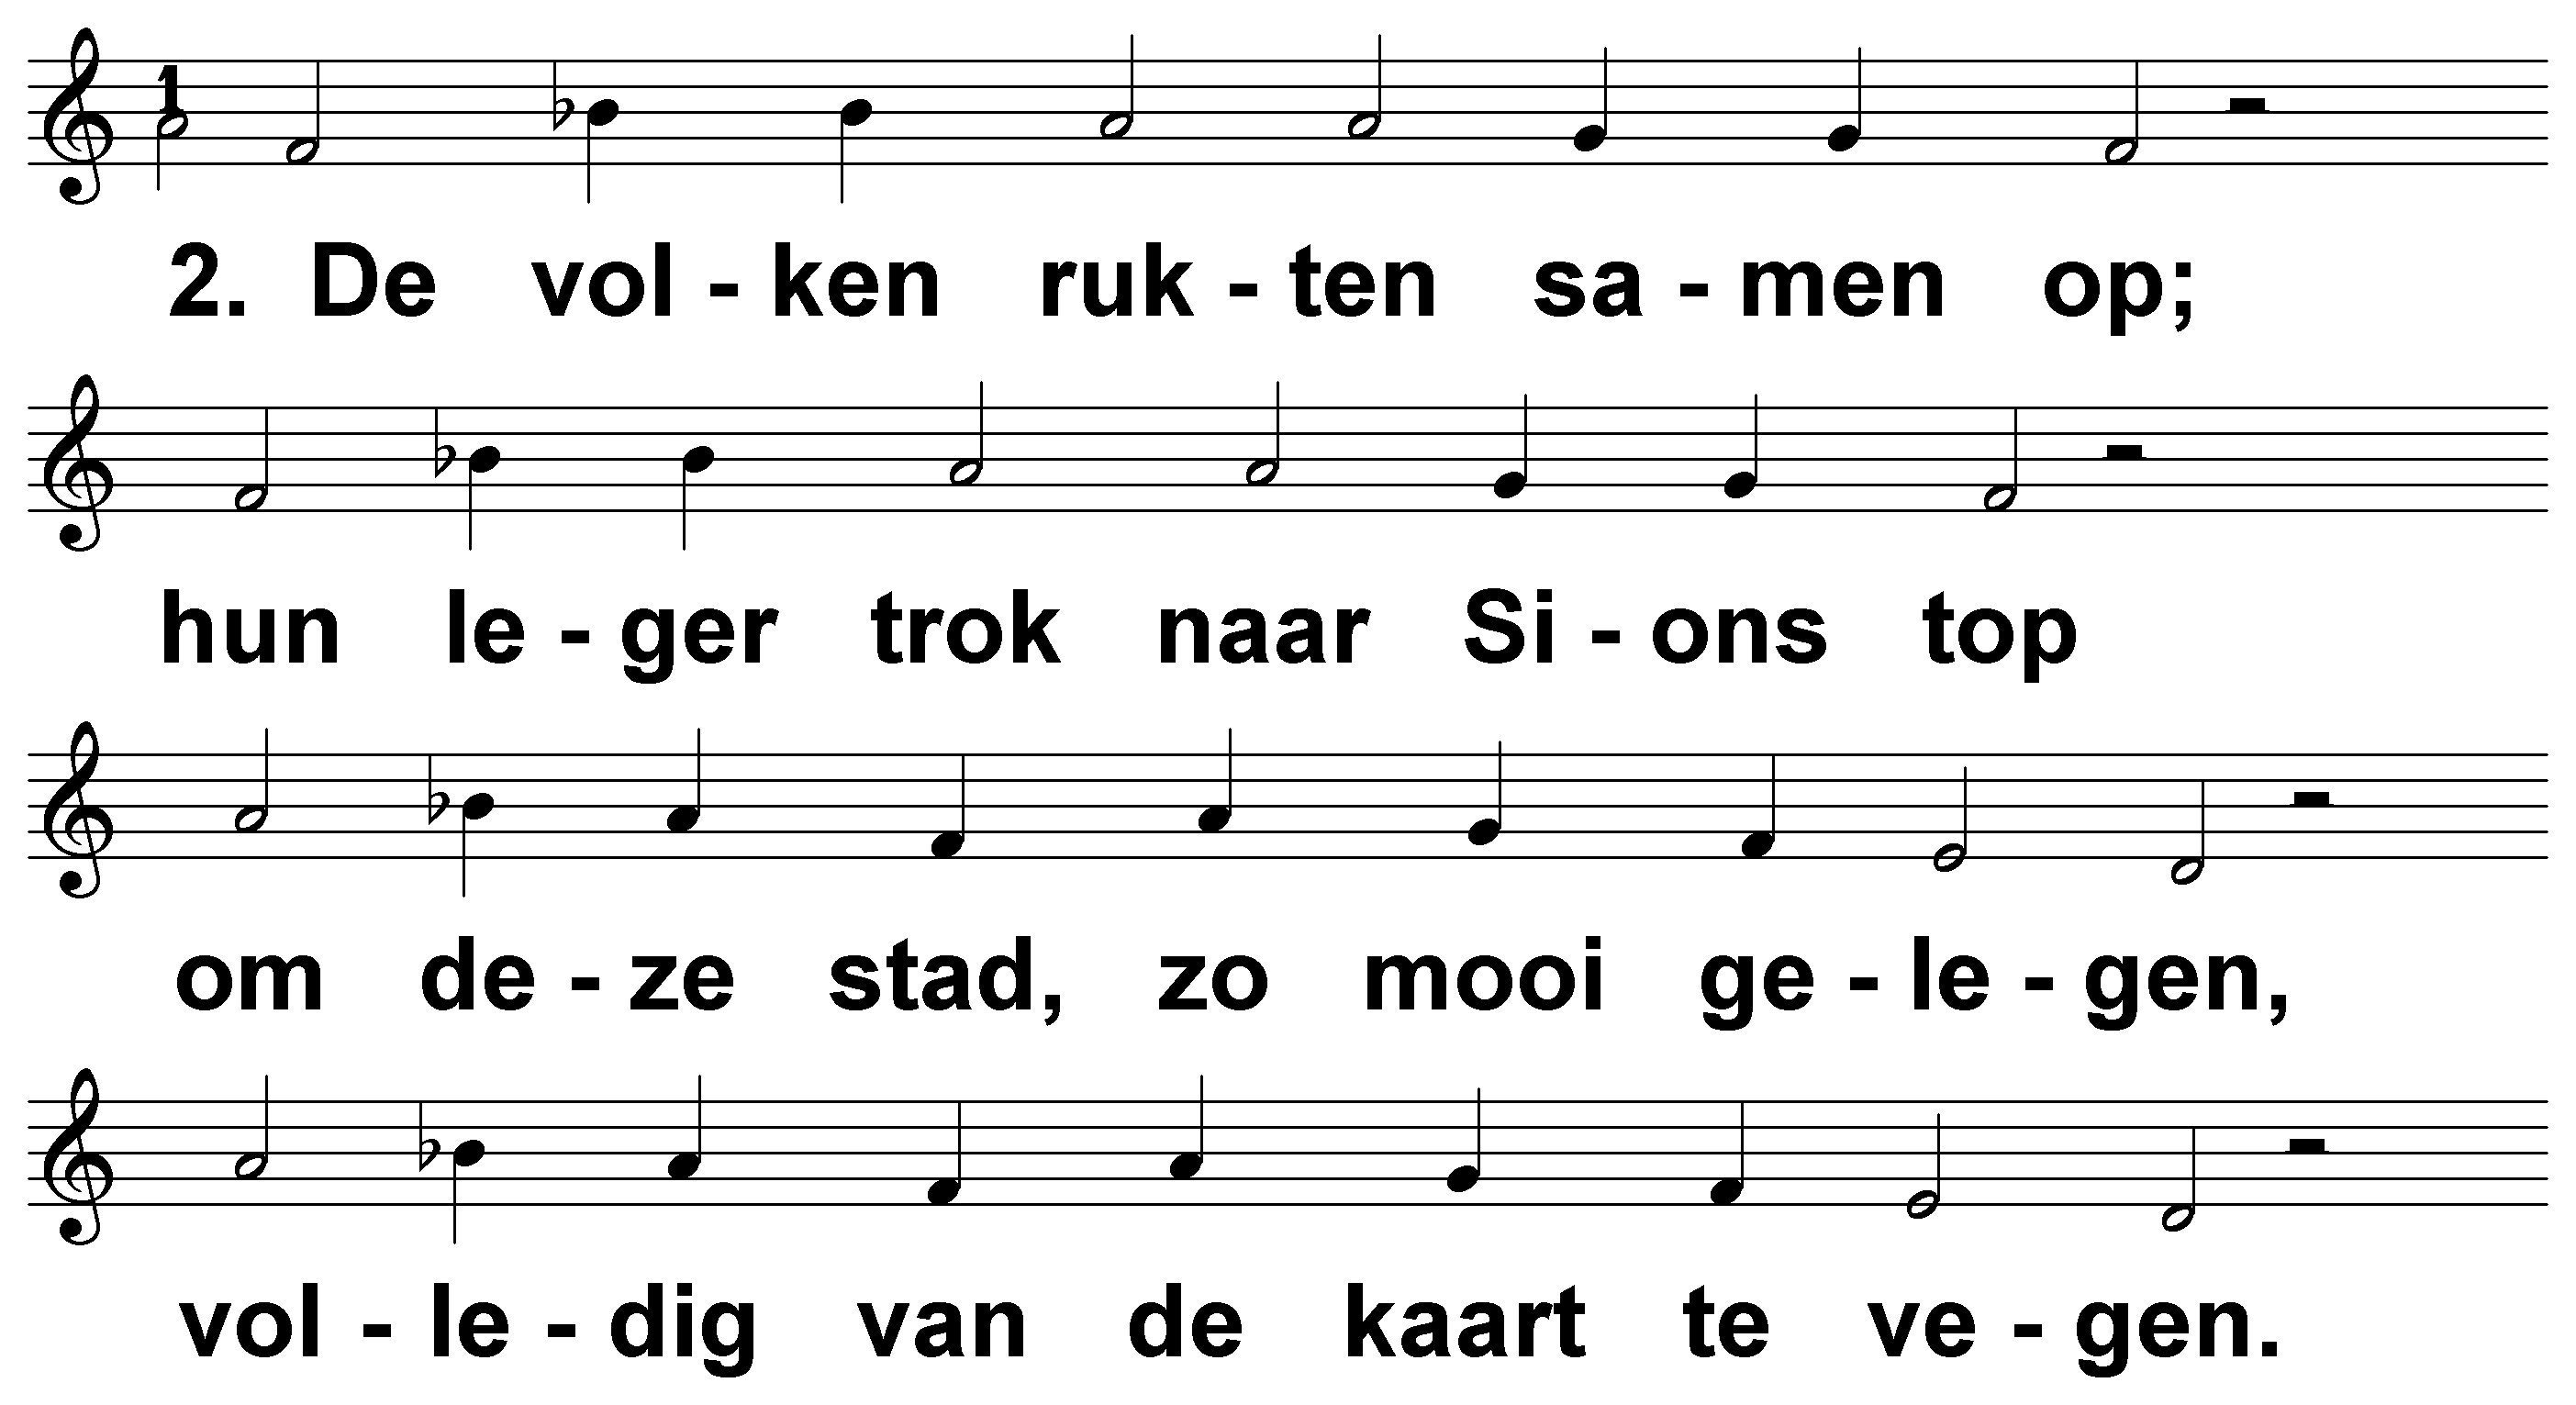 1
2. De vol - ken ruk - ten sa - men op;
hun le - ger trok naar Si - ons top
om de - ze stad, zo mooi ge - le - gen,
vol - le - dig van de kaart te ve - gen.